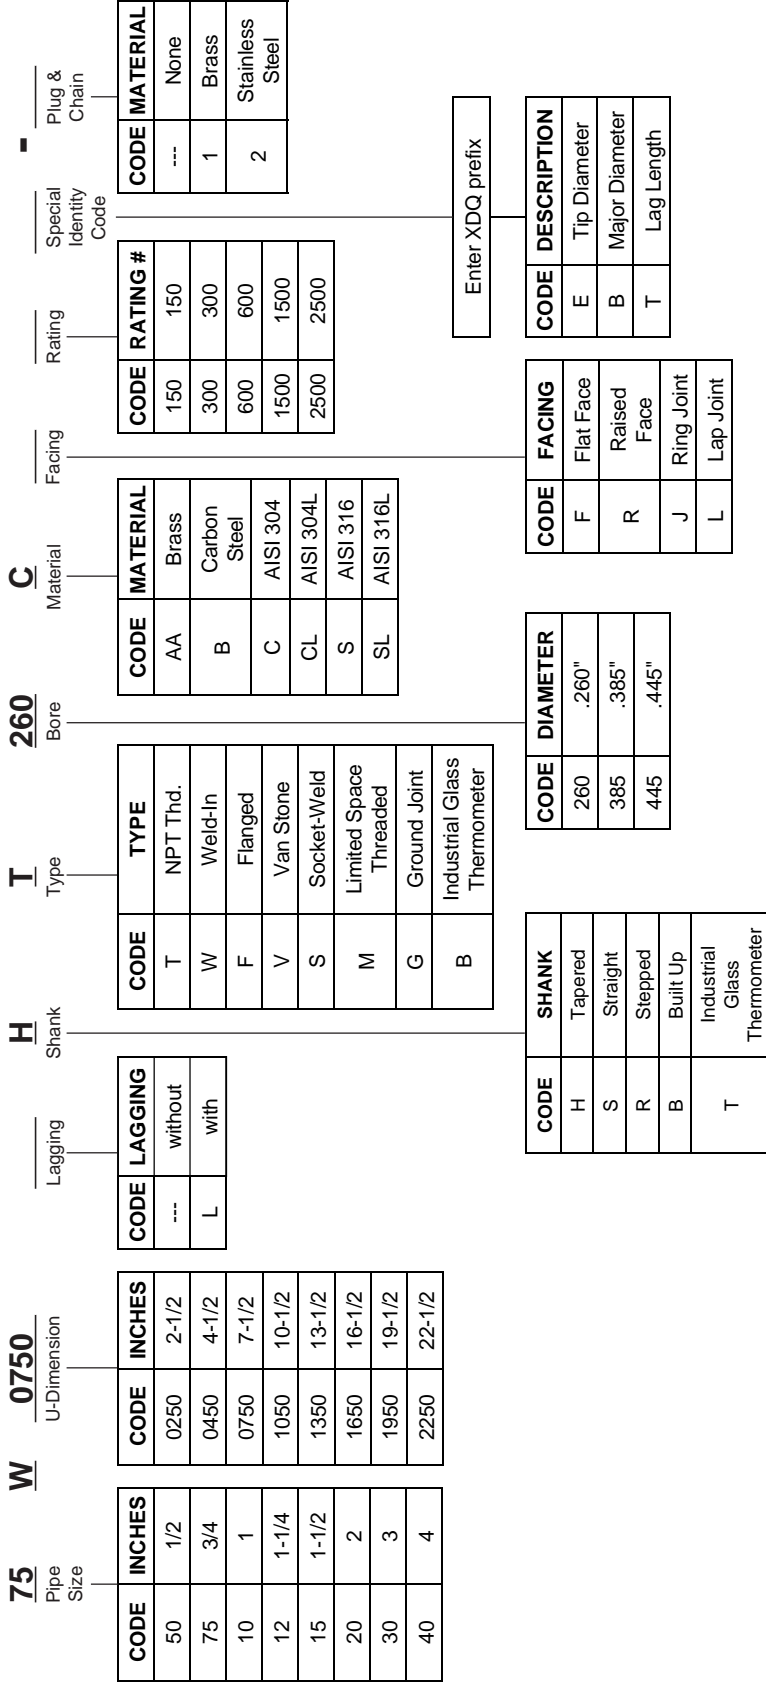 75 W 0750 H T 260 C -
Pipe Size
U-Dimension
Lagging
Shank
Type
Bore
Material
Facing
Rating
Special Identity Code
Plug & Chain
CODE INCHES
50 1/2
75 3/4
10 1
12 1-1/4
15 1-1/2
20 2
30 3
40 4
CODE INCHES
0250 2-1/2
0450 4-1/2
0750 7-1/2
1050 10-1/2
1350 13-1/2
1650 16-1/2
1950 19-1/2
2250 22-1/2
CODE LAGGING
--- without
L with
CODE TYPE
T NPT Thd.
W Weld-In
F Flanged
V Van Stone
S Socket-Weld
M Limited Space Threaded
G Ground Joint
B Industrial Glass Thermometer
CODE MATERIAL
AA Brass
B Carbon Steel
C AISI 304
CL AISI 304L
S AISI 316
SL AISI 316L
CODE RATING #
150 150
300 300
600 600
1500 1500
2500 2500
CODE MATERIAL
--- None
1 Brass
2 Stainless Steel
CODE SHANK
H Tapered
S Straight
R Stepped
B Built Up
T Industrial Glass Thermometer
CODE DIAMETER
260 .260"
385 .385"
445 .445"
CODE FACING
F Flat Face
R Raised Face
J Ring Joint
L Lap Joint
Enter XDQ prefix
CODE DESCRIPTION
E Tip Diameter
B Major Diameter
T Lag Length